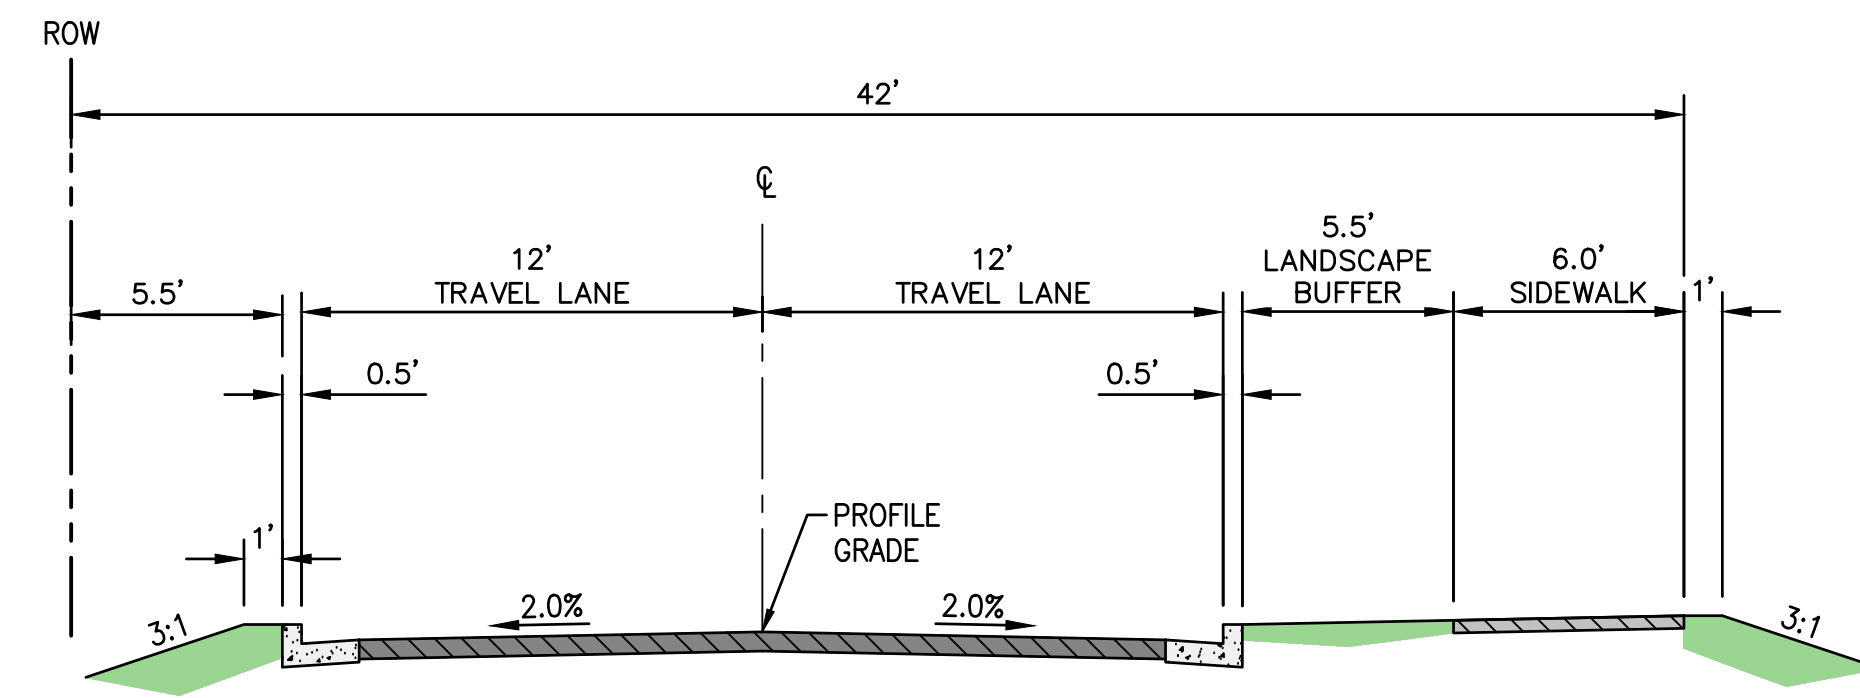 ROW
42'
℄
5.5'
12'
TRAVEL LANE
12'
TRAVEL LANE
5.5'
LANDSCAPE
BUFFER
6.0'
SIDEWALK
1'
0.5'
0.5'
1'
PROFILE
GRADE
3:1
2.0%
2.0%
3:1